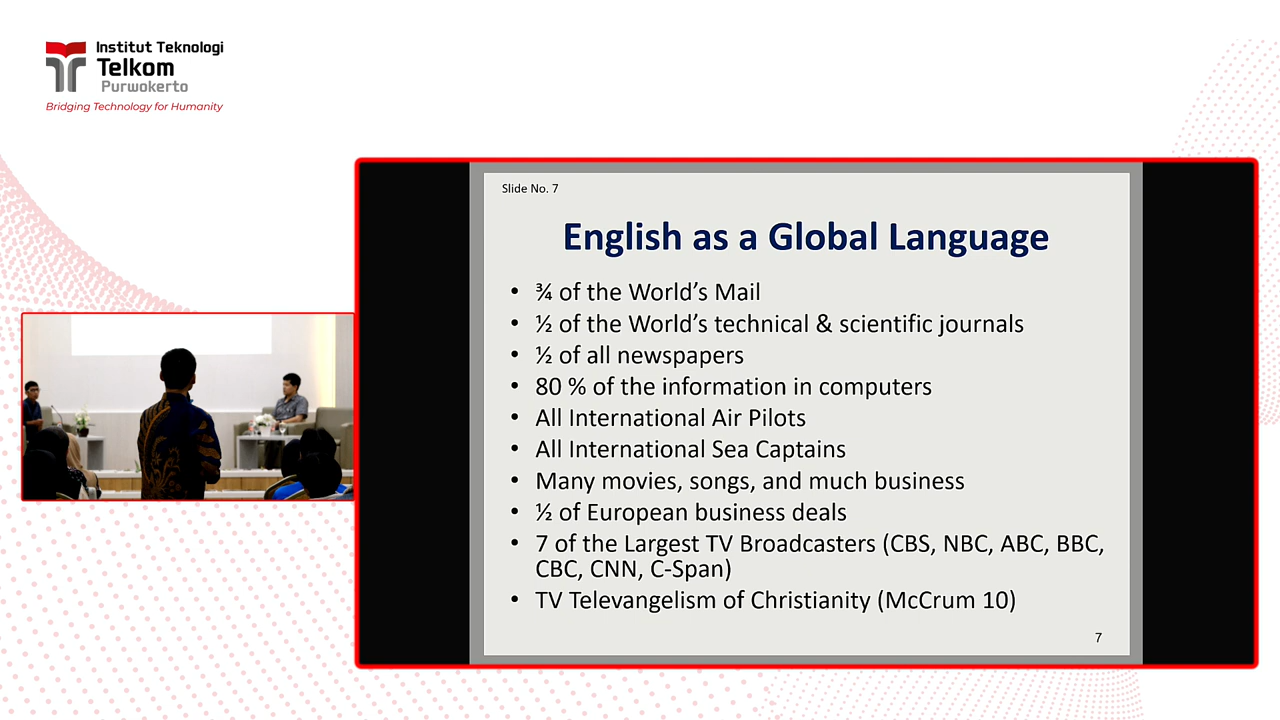 Institut Teknologi
Telkom
Purwokerto
Bridging Technology for Humanity
Slide No. 7
English as a Global Language
• ¾ of the World’s Mail
• ½ of the World’s technical & scientific journals
• ½ of all newspapers
• 80 % of the information in computers
• All International Air Pilots
• All International Sea Captains
• Many movies, songs, and much business
• ½ of European business deals
• 7 of the Largest TV Broadcasters (CBS, NBC, ABC, BBC,
CBC, CNN, C-Span)
• TV Televangelism of Christianity (McCrum 10)
7